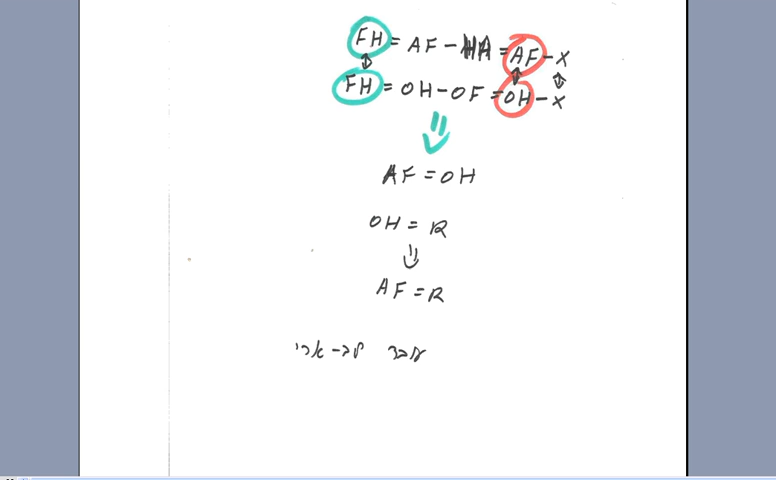 FH = AF - HA = AF - X
FH = OH - OF = OH - X
AF = OH
OH = R
AF = R